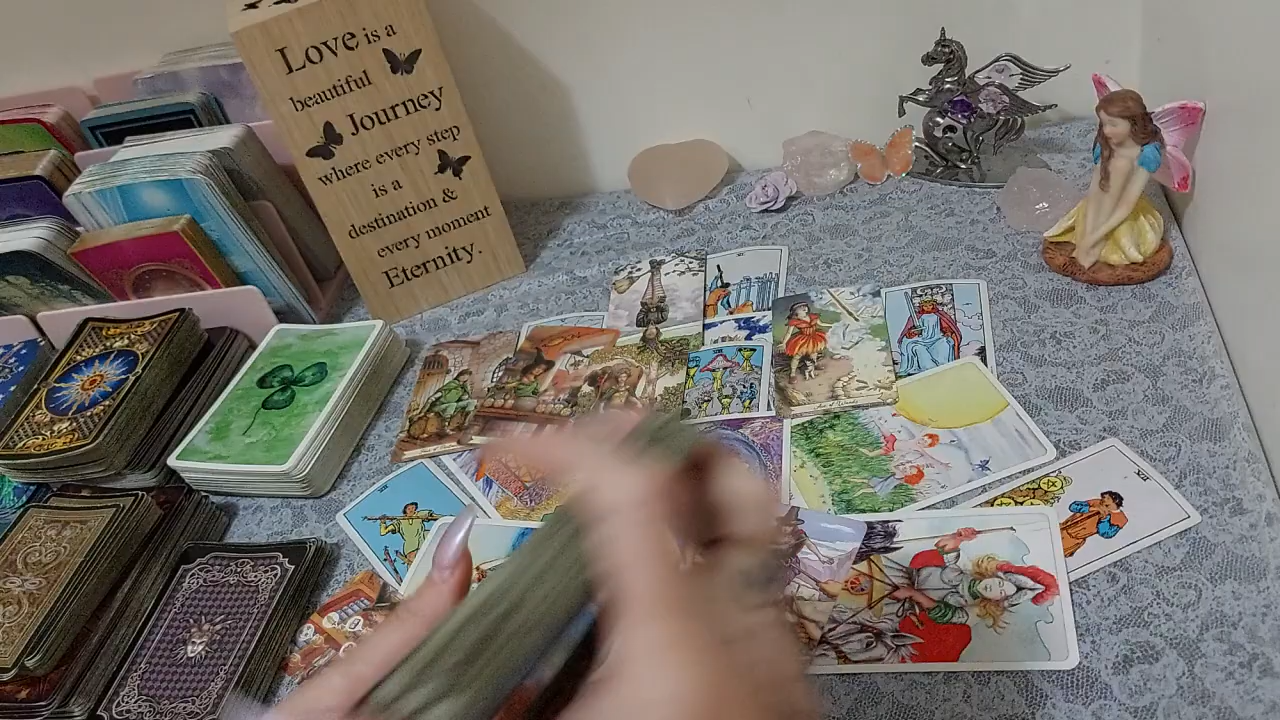 Love is a
beautiful
Journey
where every step
is a
destination &
every moment
Eternity.